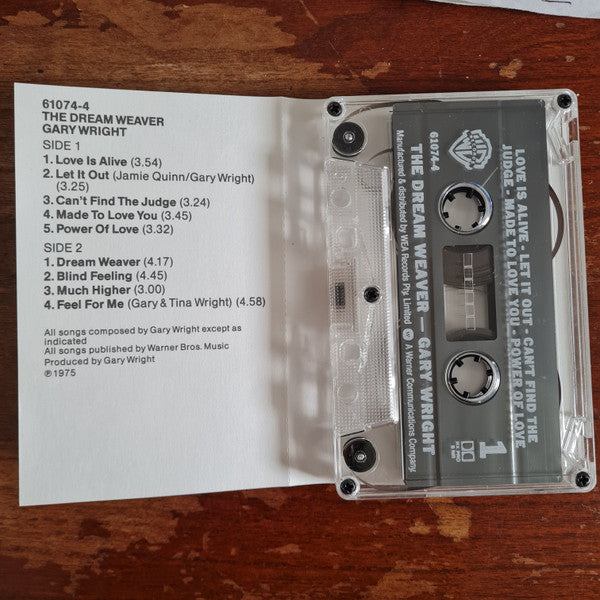 61074-4
THE DREAM WEAVER
GARY WRIGHT
SIDE 1
1. Love Is Alive (3.54)
2. Let It Out (Jamie Quinn/Gary Wright)
(3.25)
3. Can't Find The Judge (3.24)
4. Made To Love You (3.45)
5. Power Of Love (3.32)
SIDE 2
1. Dream Weaver (4.17)
2. Blind Feeling (4.45)
3. Much Higher (3.00)
4. Feel For Me (Gary & Tina Wright) (4.58)
All songs composed by Gary Wright except as
indicated
All songs published by Warner Bros. Music
Produced by Gary Wright
℗1975
LOVE IS ALIVE - LET IT OUT - CAN'T FIND THE
JUDGE - MADE TO LOVE YOU - POWER OF LOVE
1
61074-4
THE DREAM WEAVER — GARY WRIGHT
Manufactured & distributed by WEA Records Pty. Limited
A Warner Communications Company.